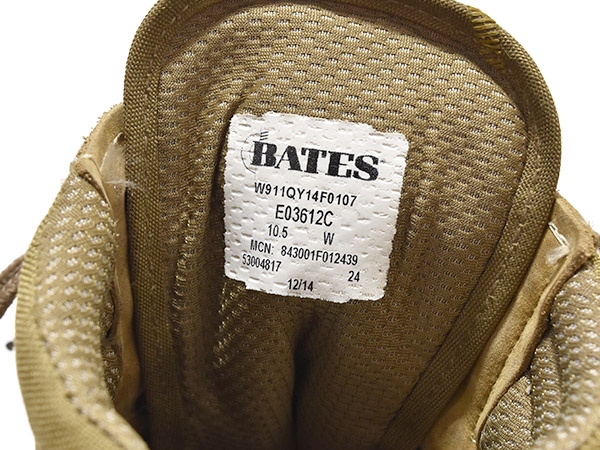 BATES
W911QY14F0107
E03612C
10.5 W
MCN: 843001F012439
53004817 24
12/14